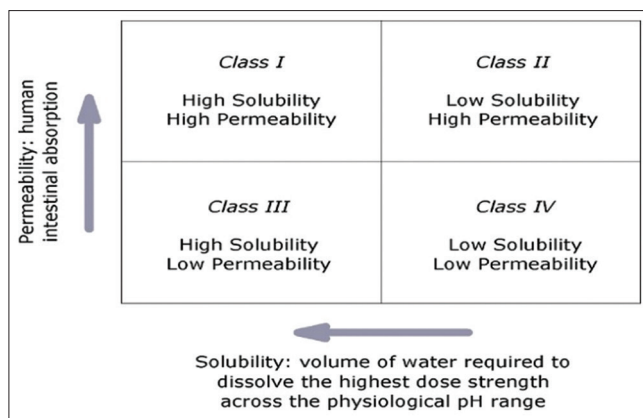 Permeability: human
intestinal absorption
Class I
High Solubility
High Permeability
Class II
Low Solubility
High Permeability
Class III
High Solubility
Low Permeability
Class IV
Low Solubility
Low Permeability
Solubility: volume of water required to
dissolve the highest dose strength
across the physiological pH range